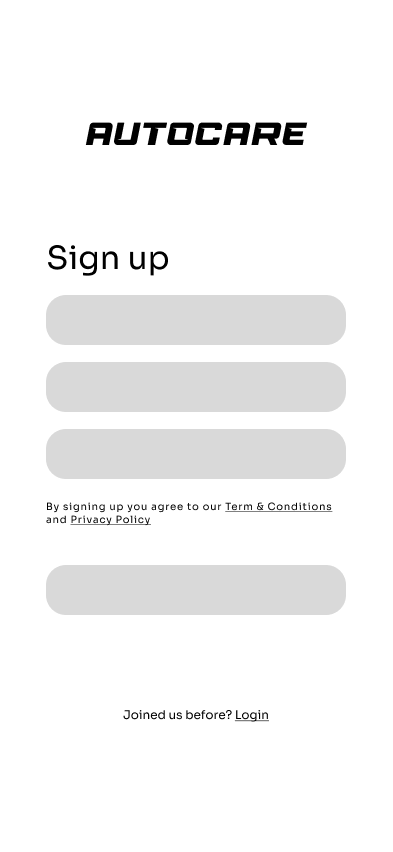 AUTOCARE
Sign up
By signing up you agree to our Term & Conditions
and Privacy Policy
Joined us before? Login